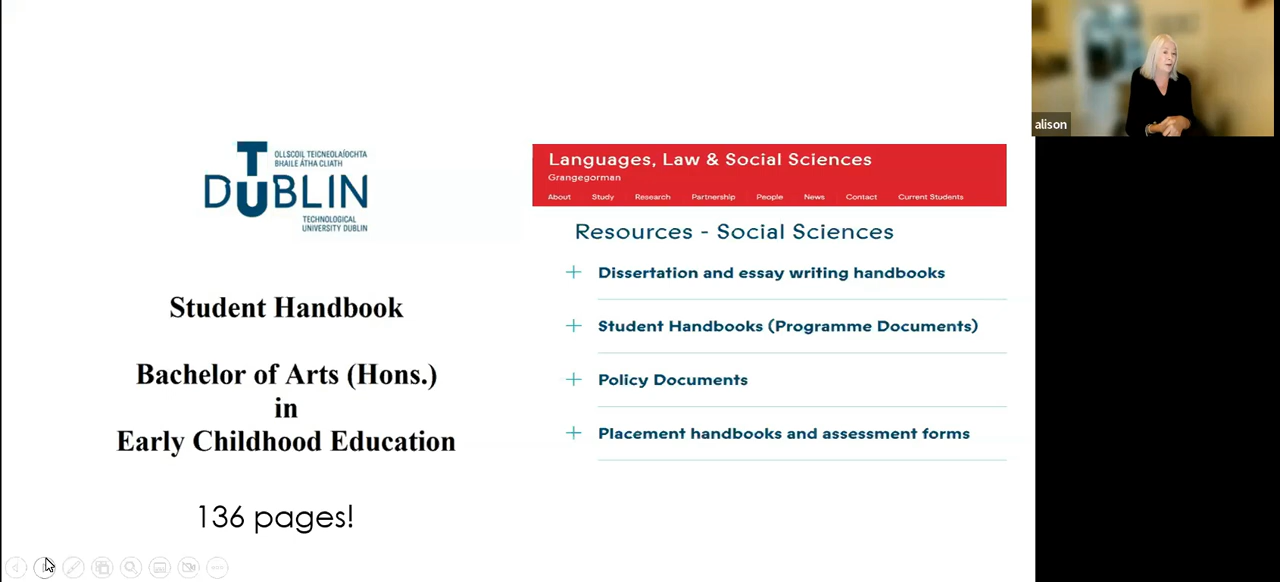 T
OLLSCOIL TEICNEOLAÍOCHTA
BHAILE ÁTHA CLIATH
DUBLIN
TECHNOLOGICAL
UNIVERSITY DUBLIN
Student Handbook
Bachelor of Arts (Hons.)
in
Early Childhood Education
136 pages!
Languages, Law & Social Sciences
Grangegorman
About Study Research Partnership People News Contact Current Students
Resources - Social Sciences
Dissertation and essay writing handbooks
Student Handbooks (Programme Documents)
Policy Documents
Placement handbooks and assessment forms
alison